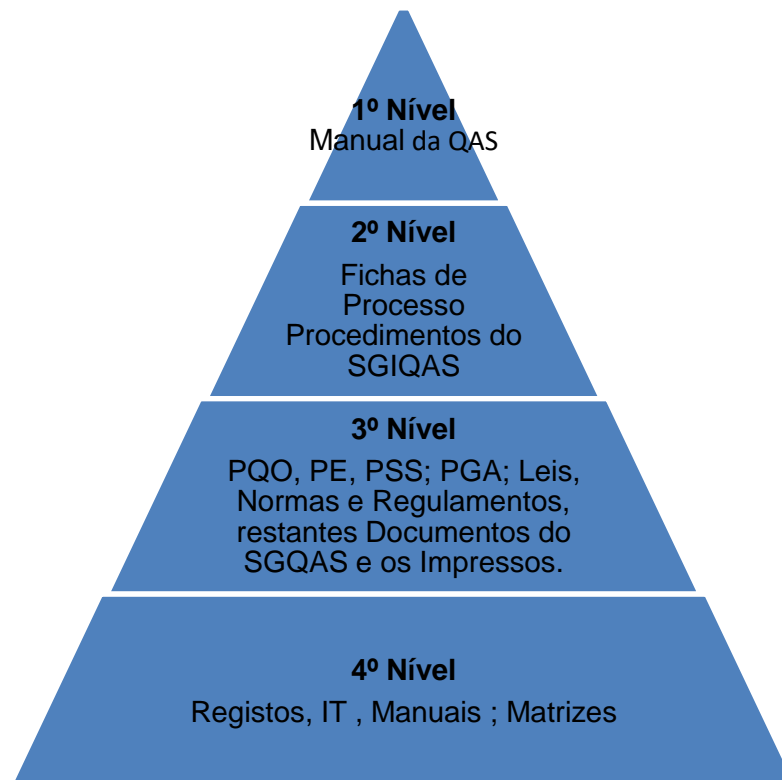 1º Nível
Manual da QAS
2º Nível
Fichas de
Processo
Procedimentos do
SGIQAS
3º Nível
PQO, PE, PSS; PGA; Leis,
Normas e Regulamentos,
restantes Documentos do
SGQAS e os Impressos.
4º Nível
Registos, IT , Manuais ; Matrizes